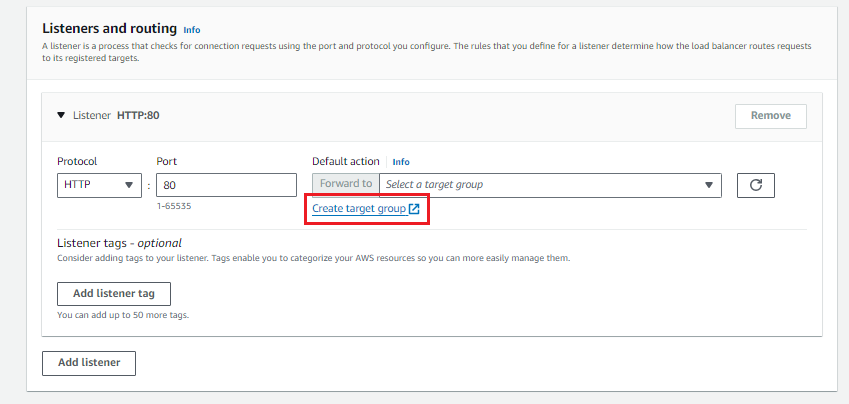 Listeners and routing Info
A listener is a process that checks for connection requests using the port and protocol you configure. The rules that you define for a listener determine how the load balancer routes requests
to its registered targets.
Listener HTTP:80
Remove
Protocol Port Default action Info
HTTP : 80 Forward to Select a target group
1-65535 Create target group
Listener tags - optional
Consider adding tags to your listener. Tags enable you to categorize your AWS resources so you can more easily manage them.
Add listener tag
You can add up to 50 more tags.
Add listener